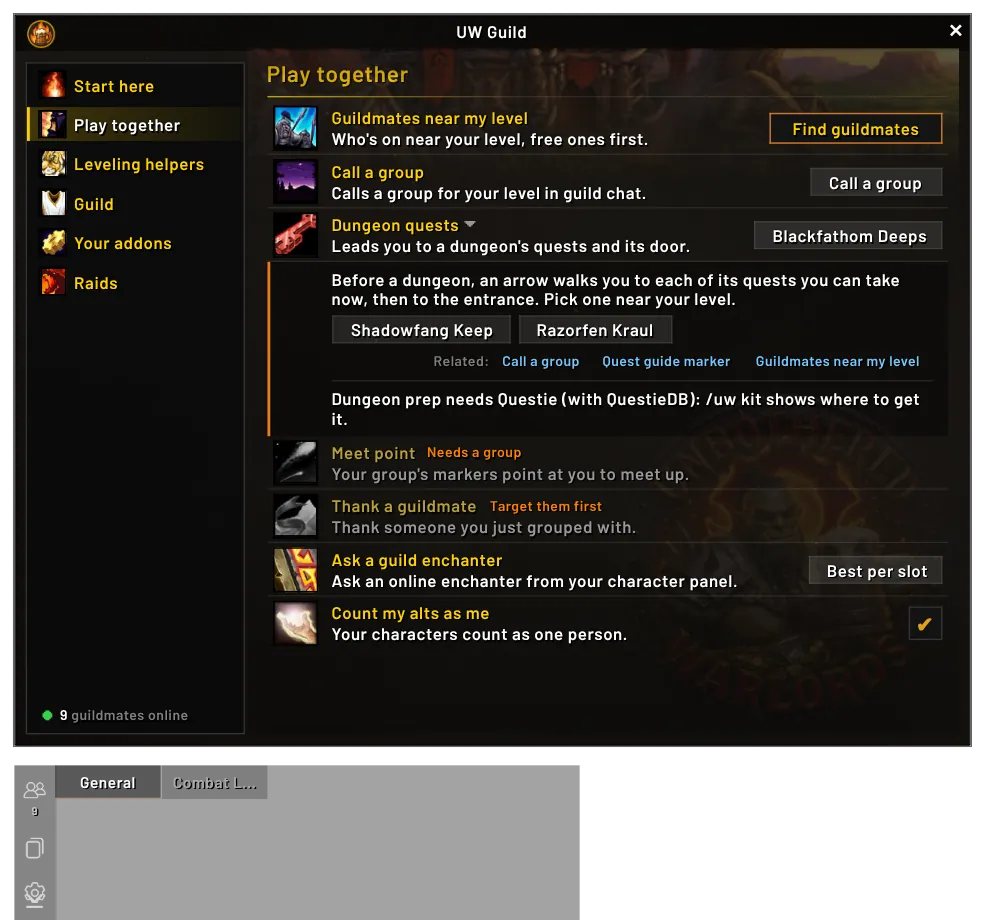 UW Guild
Start here
Play together
Leveling helpers
Guild
Your addons
Raids
9 guildmates online
Play together
Guildmates near my level
Who's on near your level, free ones first.
Find guildmates
Call a group
Calls a group for your level in guild chat.
Call a group
Dungeon quests
Leads you to a dungeon's quests and its door.
Blackfathom Deeps
Before a dungeon, an arrow walks you to each of its quests you can take
now, then to the entrance. Pick one near your level.
Shadowfang Keep
Razorfen Kraul
Related: Call a group Quest guide marker Guildmates near my level
Dungeon prep needs Questie (with QuestieDB): /uw kit shows where to get
it.
Meet point Needs a group
Your group's markers point at you to meet up.
Thank a guildmate Target them first
Thank someone you just grouped with.
Ask a guild enchanter
Ask an online enchanter from your character panel.
Best per slot
Count my alts as me
Your characters count as one person.
WARLORDS
General
Combat L...
9